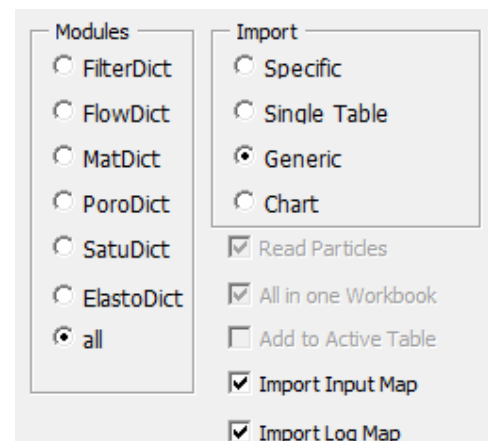 Modules
FilterDict
FlowDict
MatDict
PoroDict
SatuDict
ElastoDict
all
Import
Specific
Single Table
Generic
Chart
Read Particles
All in one Workbook
Add to Active Table
Import Input Map
Import Log Map